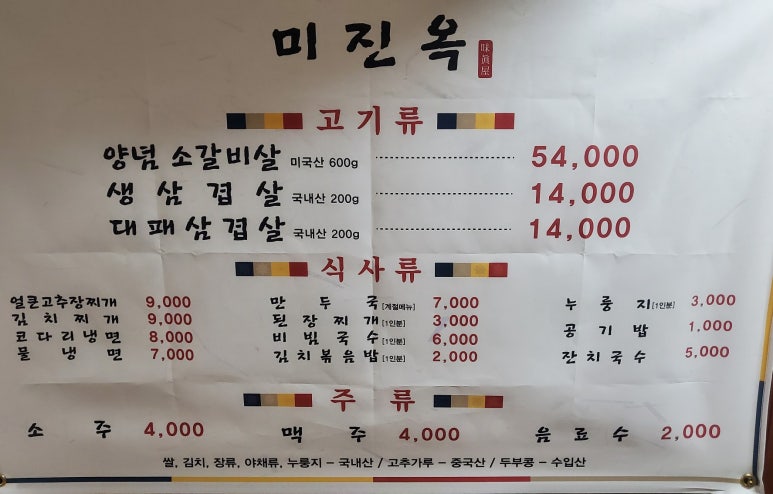 미진옥 味眞屋
고기류
양념 소갈비살 미국산 600g 54,000
생삼겹살 국내산 200g 14,000
대패삼겹살 국내산 200g 14,000
식사류
얼큰고추장찌개 9,000 만두국 [계절메뉴] 7,000 누룽지 [1인분] 3,000
김치찌개 9,000 된장찌개 [1인분] 3,000 공기밥 1,000
코다리냉면 8,000 비빔국수 [1인분] 6,000 잔치국수 5,000
물냉면 7,000 김치볶음밥 [1인분] 2,000
주류
소주 4,000 맥주 4,000 음료수 2,000
쌀, 김치, 장류, 야채류, 누룽지 - 국내산 / 고추가루 - 중국산 / 두부콩 - 수입산